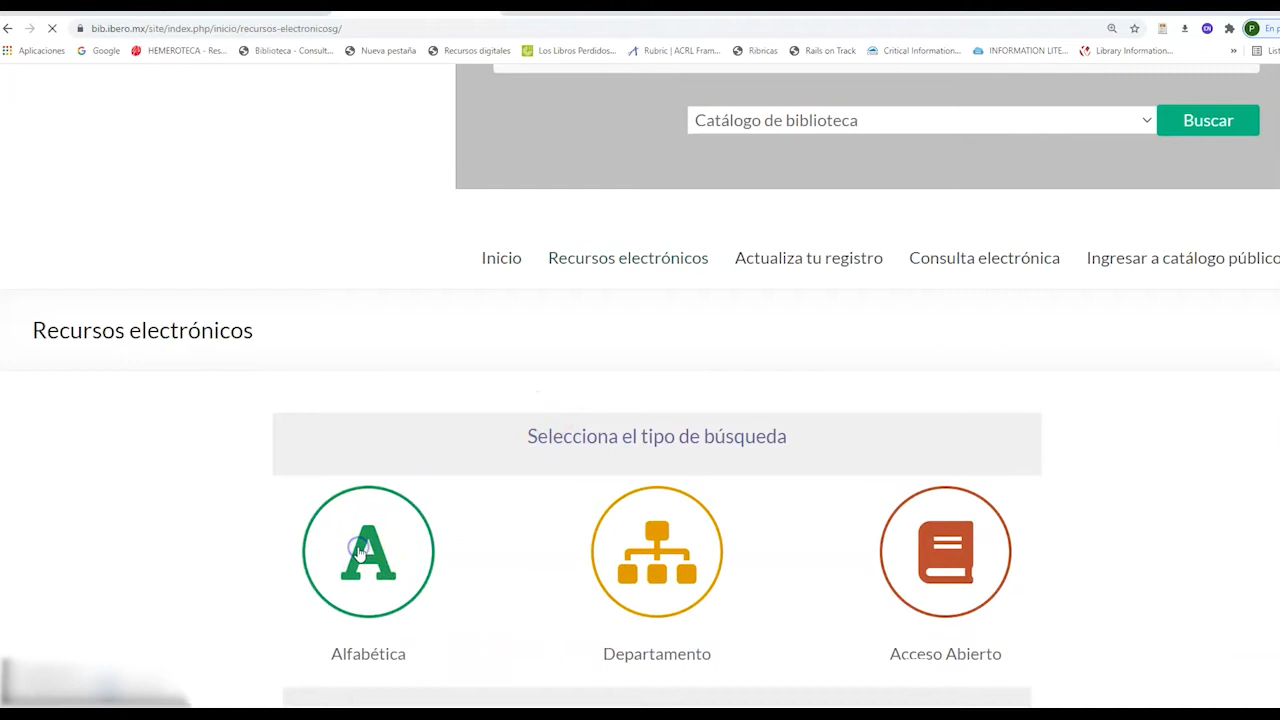 bib.ibero.mx/site/index.php/inicio/recursos-electronicosg/
P
EN
En p
Aplicaciones
Google
HEMEROTECA - Res...
Biblioteca - Consult...
Nueva pestaña
Recursos digitales
Los Libros Perdidos...
Rubric | ACRL Fram...
Ribricas
Rails on Track
Critical Information...
INFORMATION LITE...
Library Information...
»
List
Catálogo de biblioteca
Buscar
Inicio
Recursos electrónicos
Actualiza tu registro
Consulta electrónica
Ingresar a catálogo público
Recursos electrónicos
Selecciona el tipo de búsqueda
A
Alfabética
Departamento
Acceso Abierto